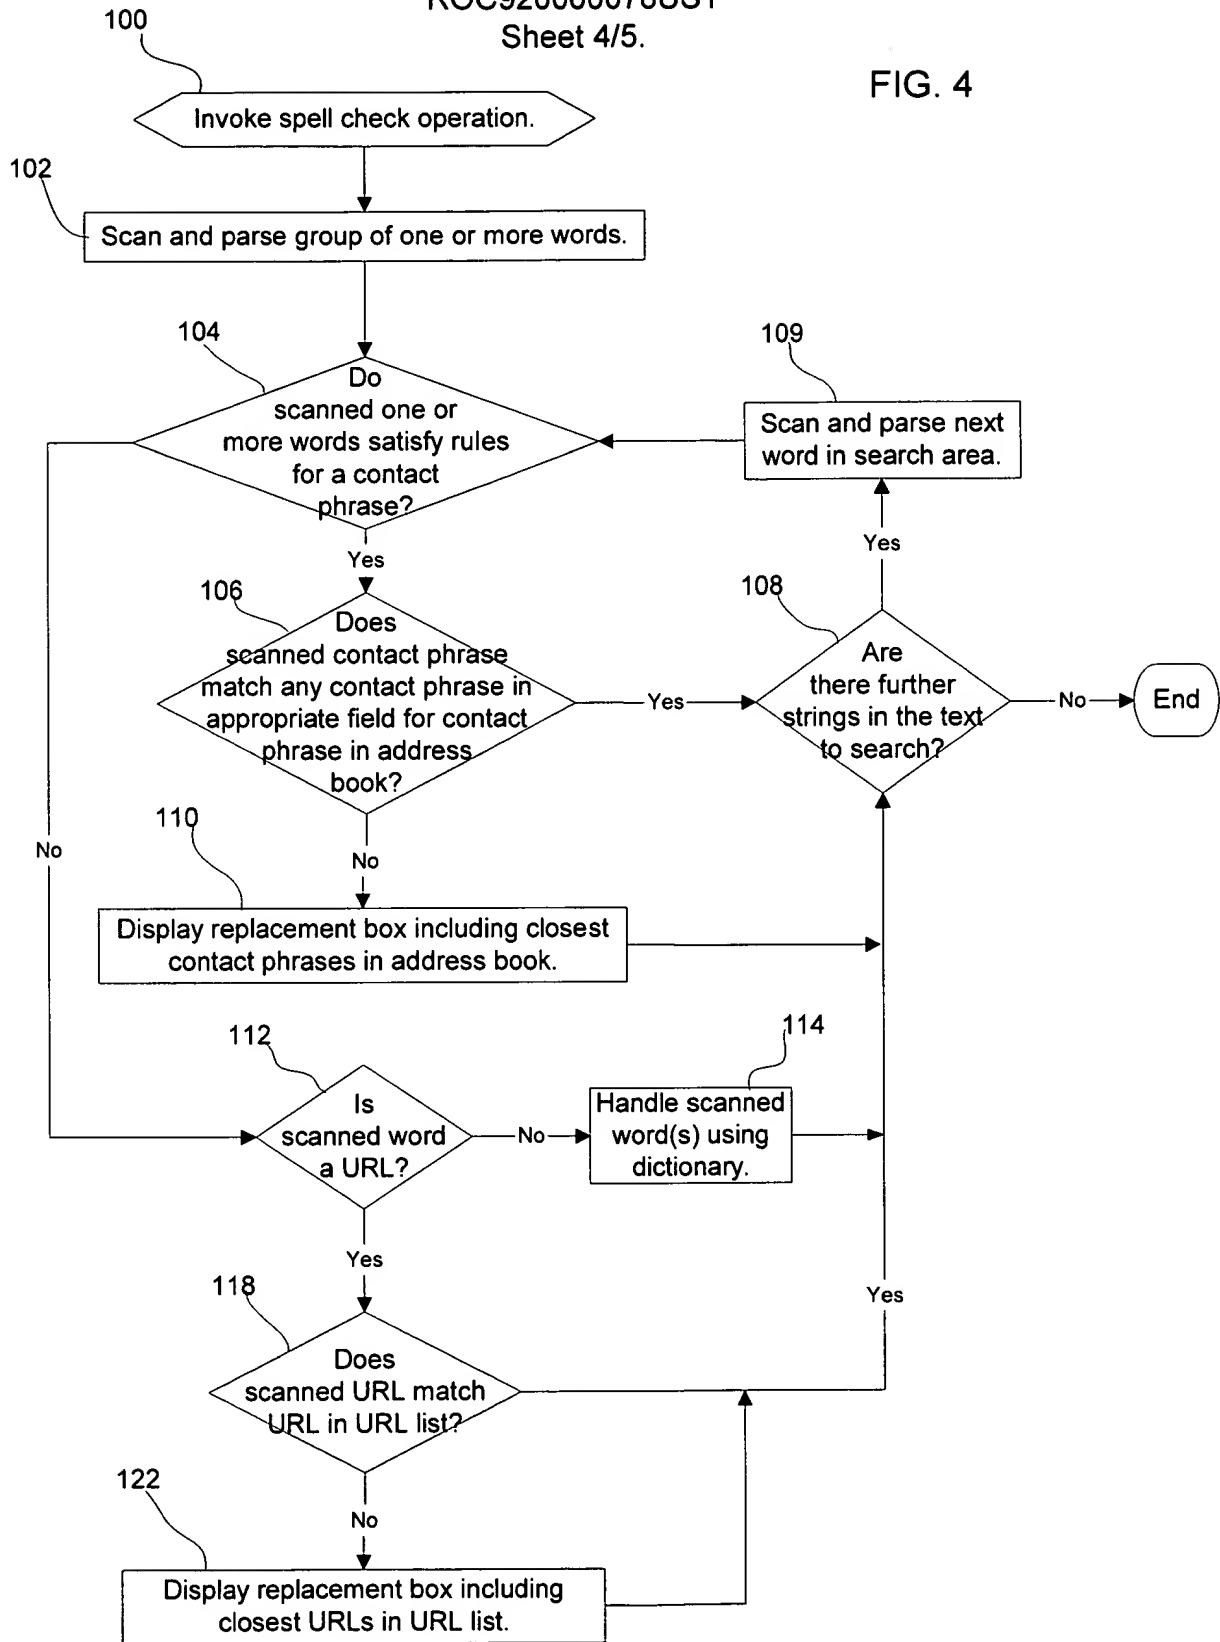 Sheet 4/5.
FIG. 4
100
Invoke spell check operation.
102
Scan and parse group of one or more words.
104
Do
scanned one or
more words satisfy rules
for a contact
phrase?
109
Scan and parse next
word in search area.
Yes
Yes
106
Does
scanned contact phrase
match any contact phrase in
appropriate field for contact
phrase in address
book?
Yes
108
Are
there further
strings in the text
to search?
No
End
No
No
110
Display replacement box including closest
contact phrases in address book.
112
Is
scanned word
a URL?
No
114
Handle scanned
word(s) using
dictionary.
Yes
Yes
118
Does
scanned URL match
URL in URL list?
No
122
Display replacement box including
closest URLs in URL list.